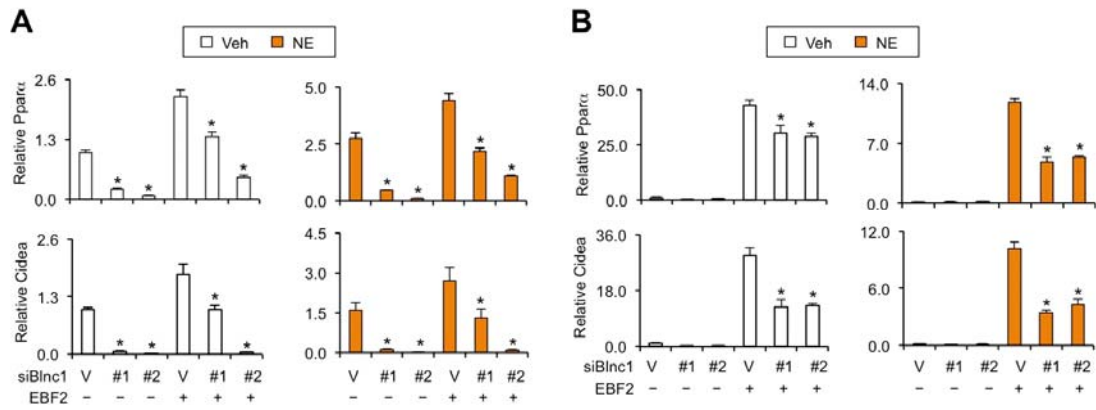 A
Veh NE
Relative Pparα
2.6
1.3
0.0
* * * *
5.0
2.5
0.0
* * * *
Relative Cidea
2.6
1.3
0.0
* * * *
4.5
3.0
1.5
0.0
* * * *
siBlnc1 V #1 #2 V #1 #2 V #1 #2 V #1 #2
EBF2 – – – + + + – – – + + +
B
Veh NE
Relative Pparα
50.0
25.0
0.0
* *
14.0
7.0
0.0
* *
Relative Cidea
36.0
18.0
0.0
* *
12.0
6.0
0.0
* *
siBlnc1 V #1 #2 V #1 #2 V #1 #2 V #1 #2
EBF2 – – – + + + – – – + + +